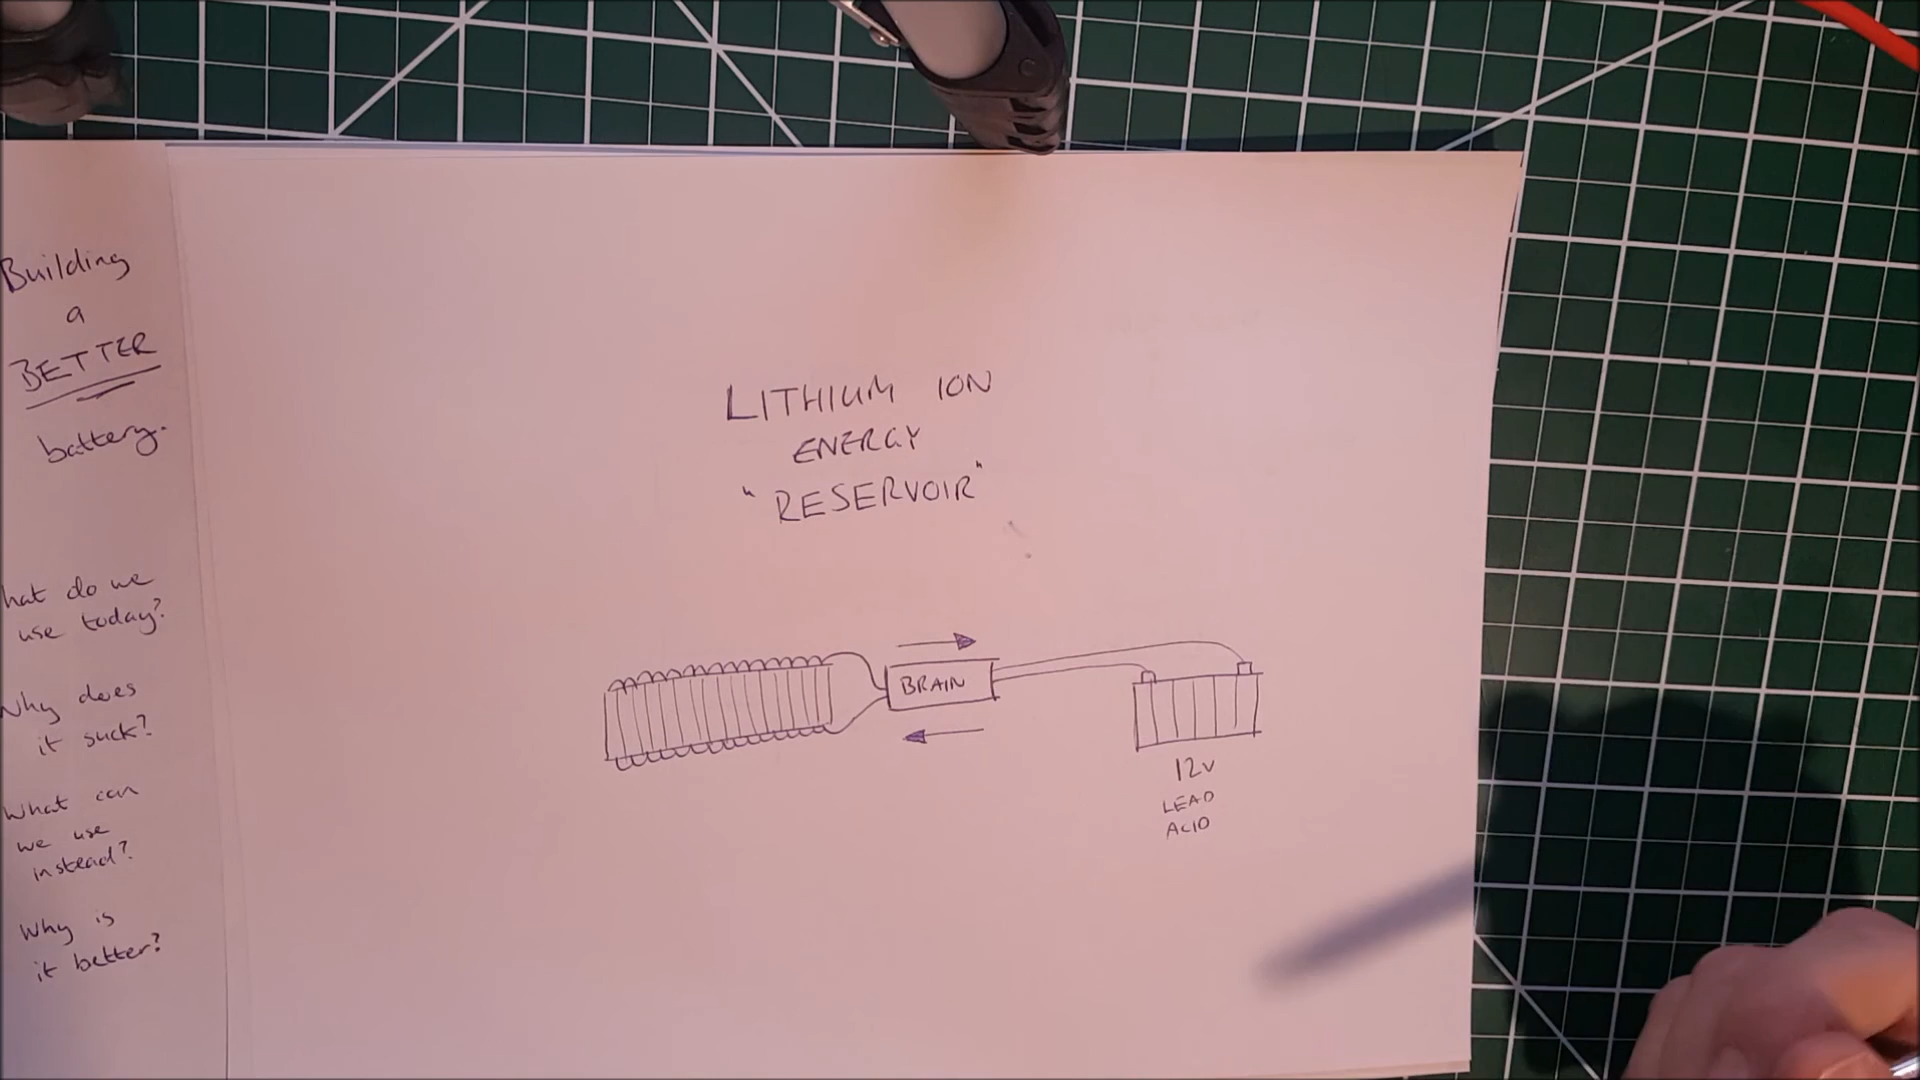 Building
a
BETTER
battery.
hat do we
use today?
Why does
it suck?
What can
we use
instead?
Why is
it better?
LITHIUM ION
ENERGY
"RESERVOIR"
BRAIN
12v
LEAD
ACID